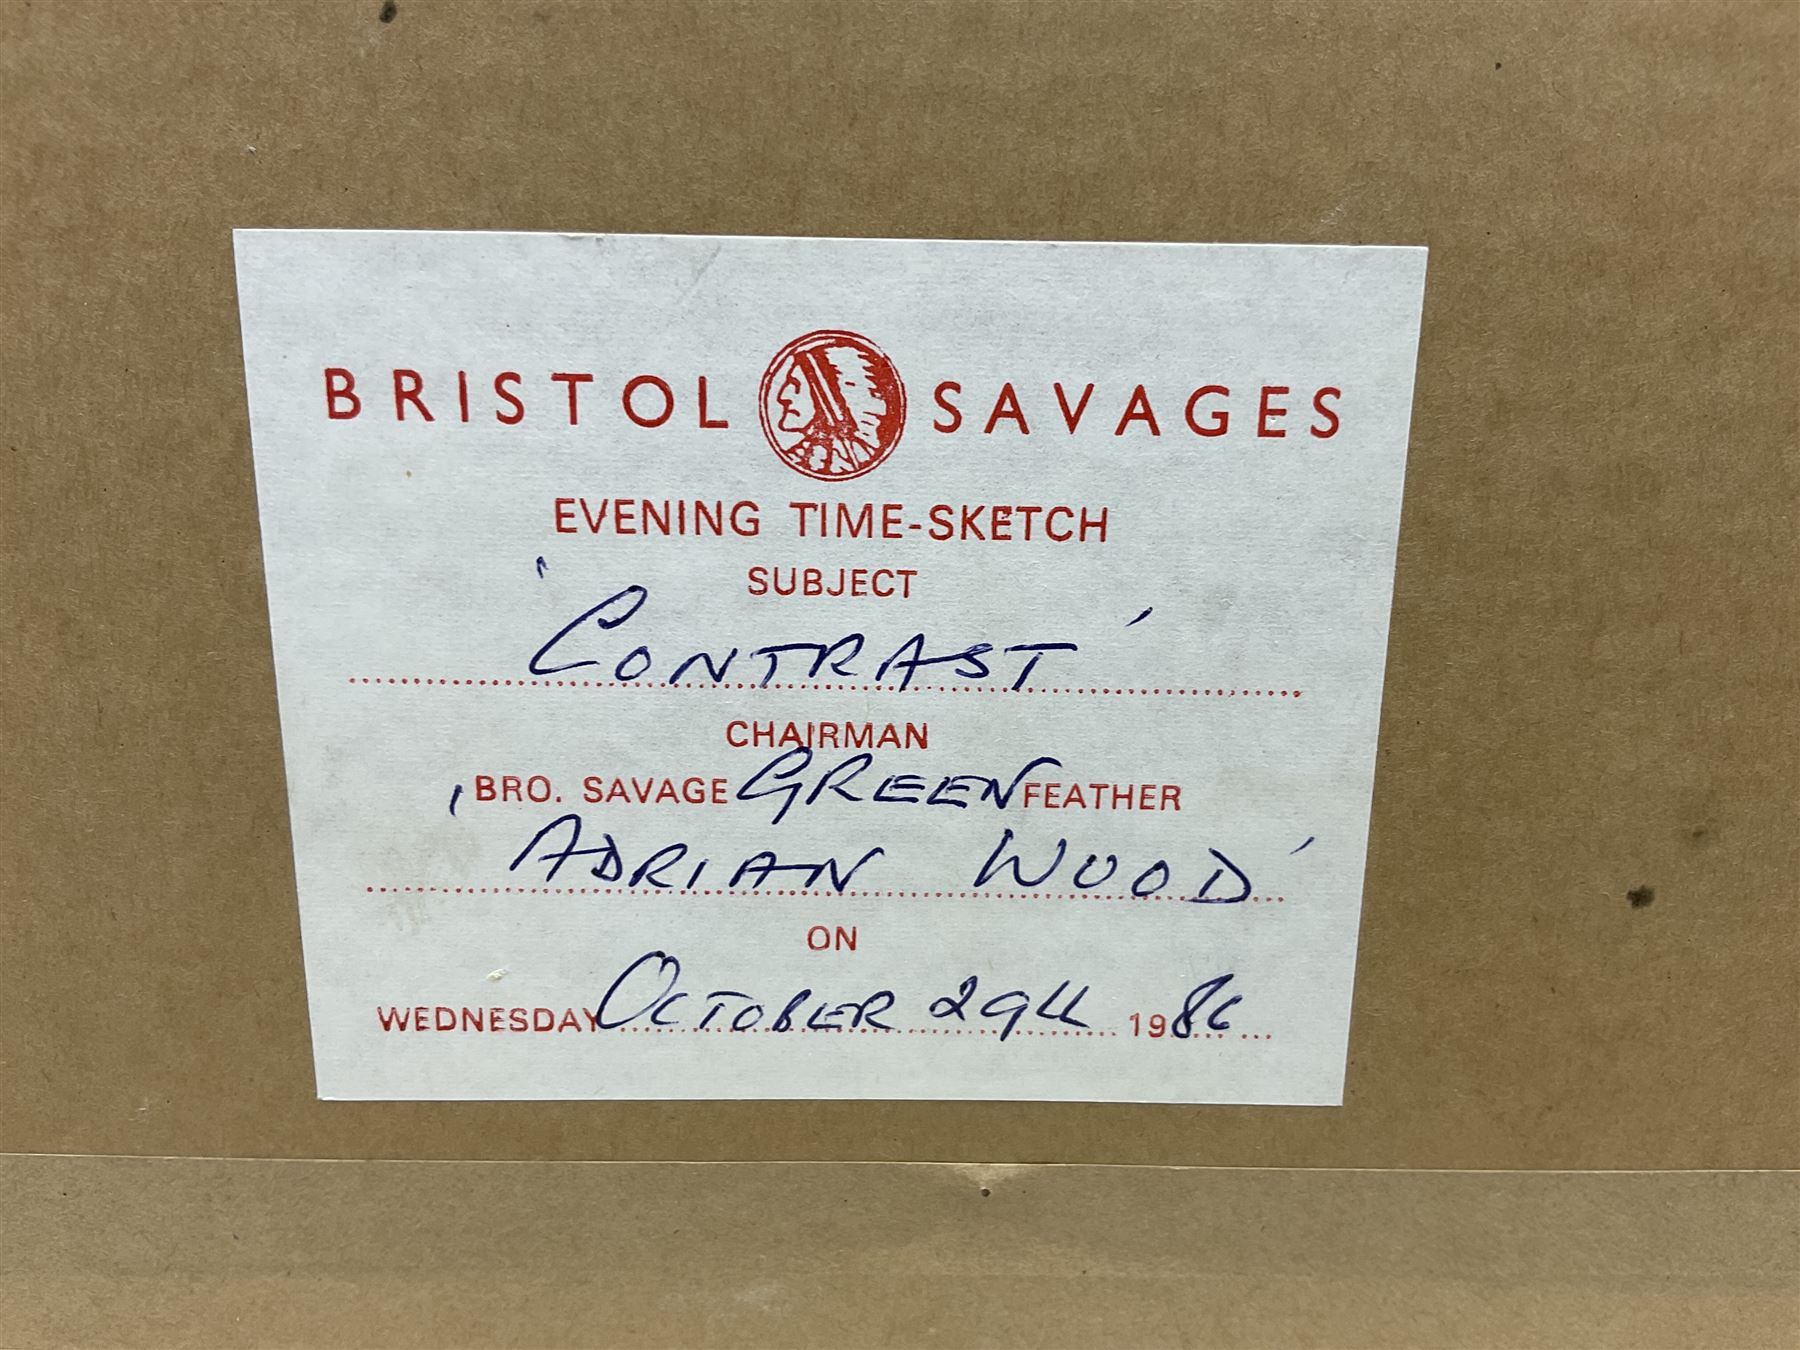 BRISTOL SAVAGES
EVENING TIME-SKETCH
SUBJECT
'CONTRAST'
CHAIRMAN
BRO. SAVAGE GREEN FEATHER
'ADRIAN WOOD'
ON
WEDNESDAY OCTOBER 29th 1986